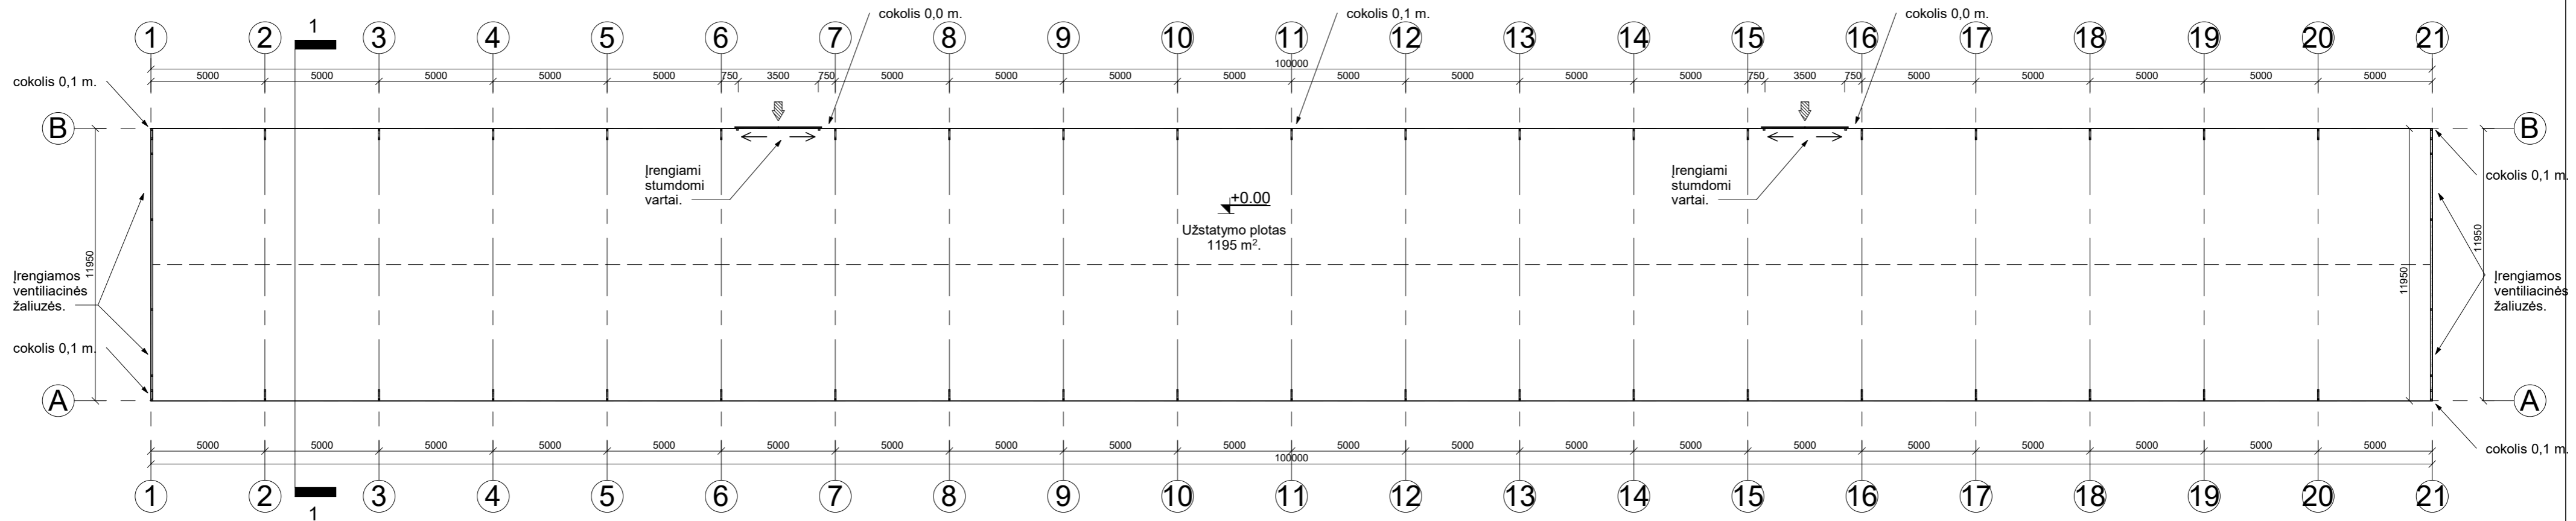 1
cokolis 0,0 m.
cokolis 0,1 m.
cokolis 0,0 m.
1 2 3 4 5 6 7 8 9 10 11 12 13 14 15 16 17 18 19 20 21
100000
cokolis 0,1 m.
5000 5000 5000 5000 5000 750 3500 750 5000 5000 5000 5000 5000 5000 5000 5000 750 3500 750 5000 5000 5000 5000 5000
B
B
Įrengiami
stumdomi
vartai.
Įrengiami
stumdomi
vartai.
cokolis 0,1 m.
+0.00
Užstatymo plotas
1195 m².
11950
11950
11950
Įrengiamos
ventiliacinės
žaliuzės.
Įrengiamos
ventiliacinės
žaliuzės.
cokolis 0,1 m.
A
A
cokolis 0,1 m.
5000 5000 5000 5000 5000 5000 5000 5000 5000 5000 5000 5000 5000 5000 5000 5000 5000 5000 5000 5000
100000
1 2 3 4 5 6 7 8 9 10 11 12 13 14 15 16 17 18 19 20 21
1